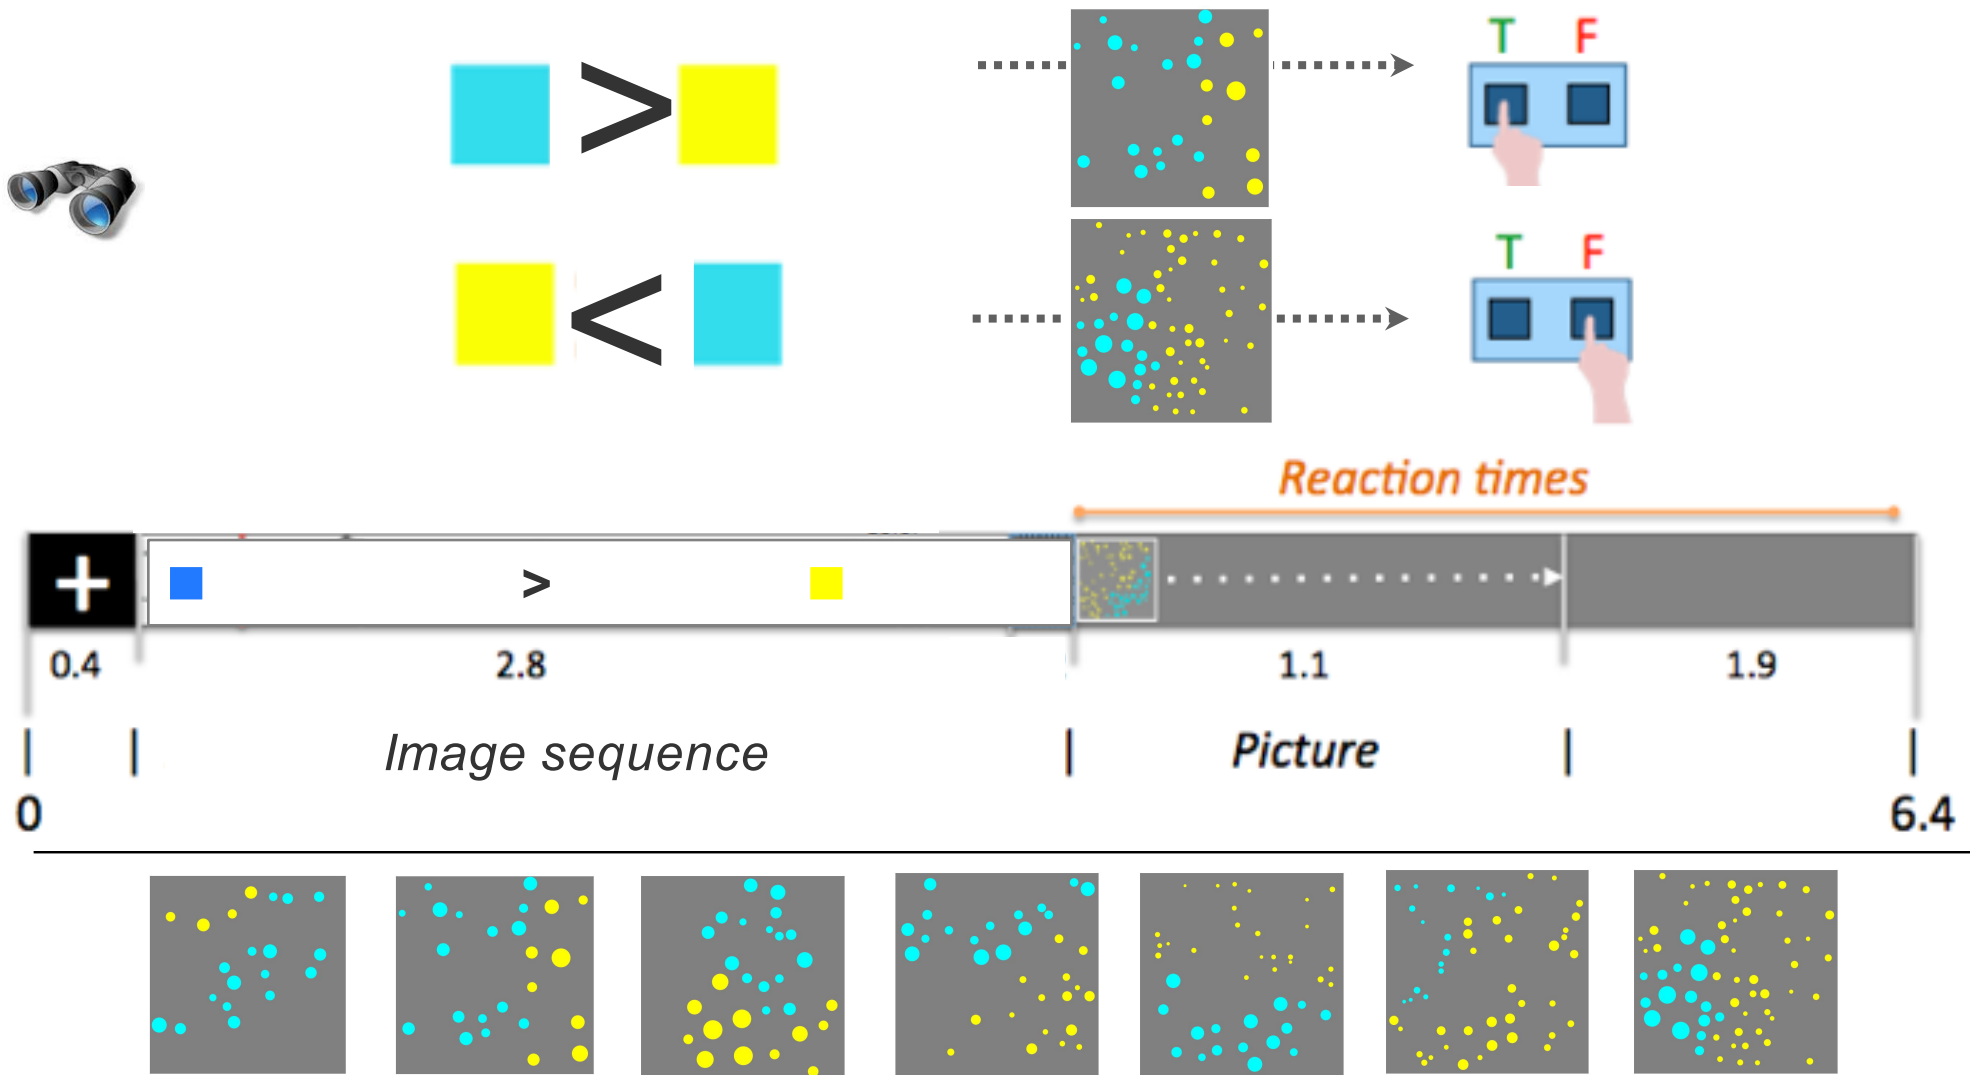 T F
>
T F
<
Reaction times
+
>
0.4 2.8 1.1 1.9
| | Image sequence | Picture | |
0 6.4